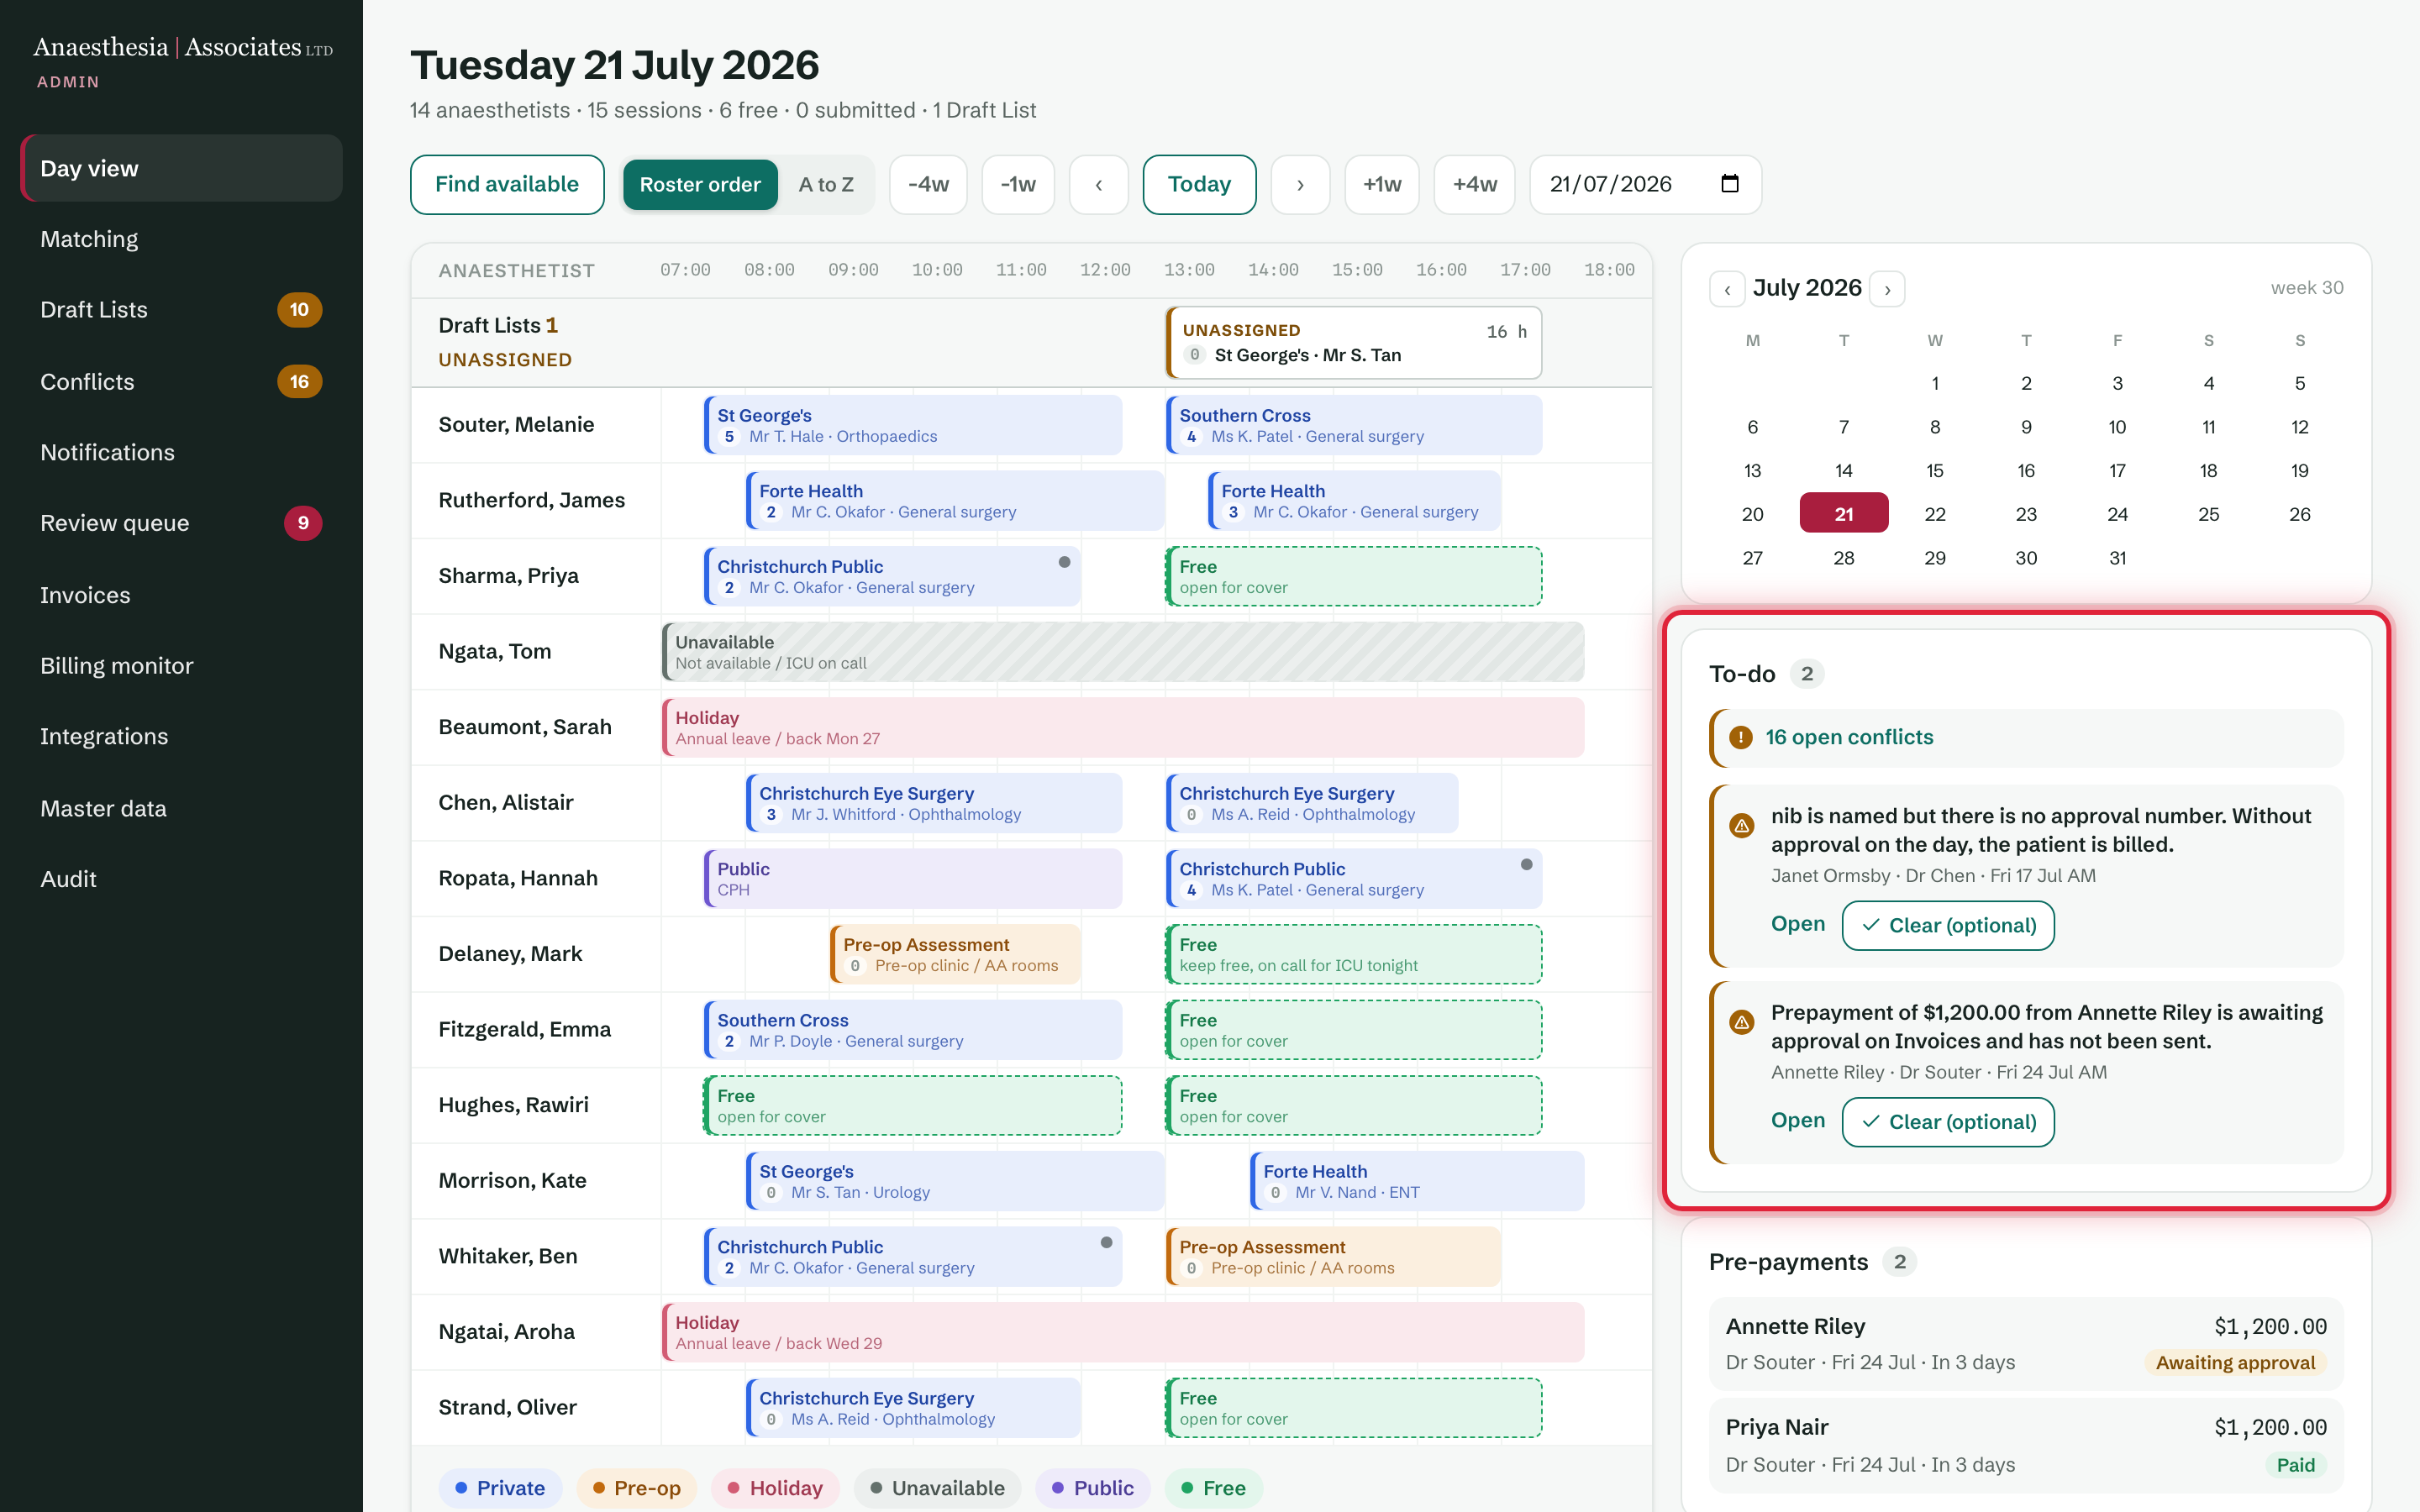 Anaesthesia | Associates LTD
ADMIN
Day view
Matching
Draft Lists 10
Conflicts 16
Notifications
Review queue 9
Invoices
Billing monitor
Integrations
Master data
Audit
Tuesday 21 July 2026
14 anaesthetists · 15 sessions · 6 free · 0 submitted · 1 Draft List
Find available Roster order A to Z -4w -1w ‹ Today › +1w +4w 21/07/2026
ANAESTHETIST 07:00 08:00 09:00 10:00 11:00 12:00 13:00 14:00 15:00 16:00 17:00 18:00
Draft Lists 1
UNASSIGNED
UNASSIGNED 16 h
0 St George's · Mr S. Tan
Souter, Melanie
St George's
5 Mr T. Hale · Orthopaedics
Southern Cross
4 Ms K. Patel · General surgery
Rutherford, James
Forte Health
2 Mr C. Okafor · General surgery
Forte Health
3 Mr C. Okafor · General surgery
Sharma, Priya
Christchurch Public
2 Mr C. Okafor · General surgery
Free
open for cover
Ngata, Tom
Unavailable
Not available / ICU on call
Beaumont, Sarah
Holiday
Annual leave / back Mon 27
Chen, Alistair
Christchurch Eye Surgery
3 Mr J. Whitford · Ophthalmology
Christchurch Eye Surgery
0 Ms A. Reid · Ophthalmology
Ropata, Hannah
Public
CPH
Christchurch Public
4 Ms K. Patel · General surgery
Delaney, Mark
Pre-op Assessment
0 Pre-op clinic / AA rooms
Free
keep free, on call for ICU tonight
Fitzgerald, Emma
Southern Cross
2 Mr P. Doyle · General surgery
Free
open for cover
Hughes, Rawiri
Free
open for cover
Free
open for cover
Morrison, Kate
St George's
0 Mr S. Tan · Urology
Forte Health
0 Mr V. Nand · ENT
Whitaker, Ben
Christchurch Public
2 Mr C. Okafor · General surgery
Pre-op Assessment
0 Pre-op clinic / AA rooms
Ngatai, Aroha
Holiday
Annual leave / back Wed 29
Strand, Oliver
Christchurch Eye Surgery
0 Ms A. Reid · Ophthalmology
Free
open for cover
Private Pre-op Holiday Unavailable Public Free
‹ July 2026 › week 30
M T W T F S S
1 2 3 4 5
6 7 8 9 10 11 12
13 14 15 16 17 18 19
20 21 22 23 24 25 26
27 28 29 30 31
To-do 2
16 open conflicts
nib is named but there is no approval number. Without
approval on the day, the patient is billed.
Janet Ormsby · Dr Chen · Fri 17 Jul AM
Open ✓ Clear (optional)
Prepayment of $1,200.00 from Annette Riley is awaiting
approval on Invoices and has not been sent.
Annette Riley · Dr Souter · Fri 24 Jul AM
Open ✓ Clear (optional)
Pre-payments 2
Annette Riley $1,200.00
Dr Souter · Fri 24 Jul · In 3 days Awaiting approval
Priya Nair $1,200.00
Dr Souter · Fri 24 Jul · In 3 days Paid